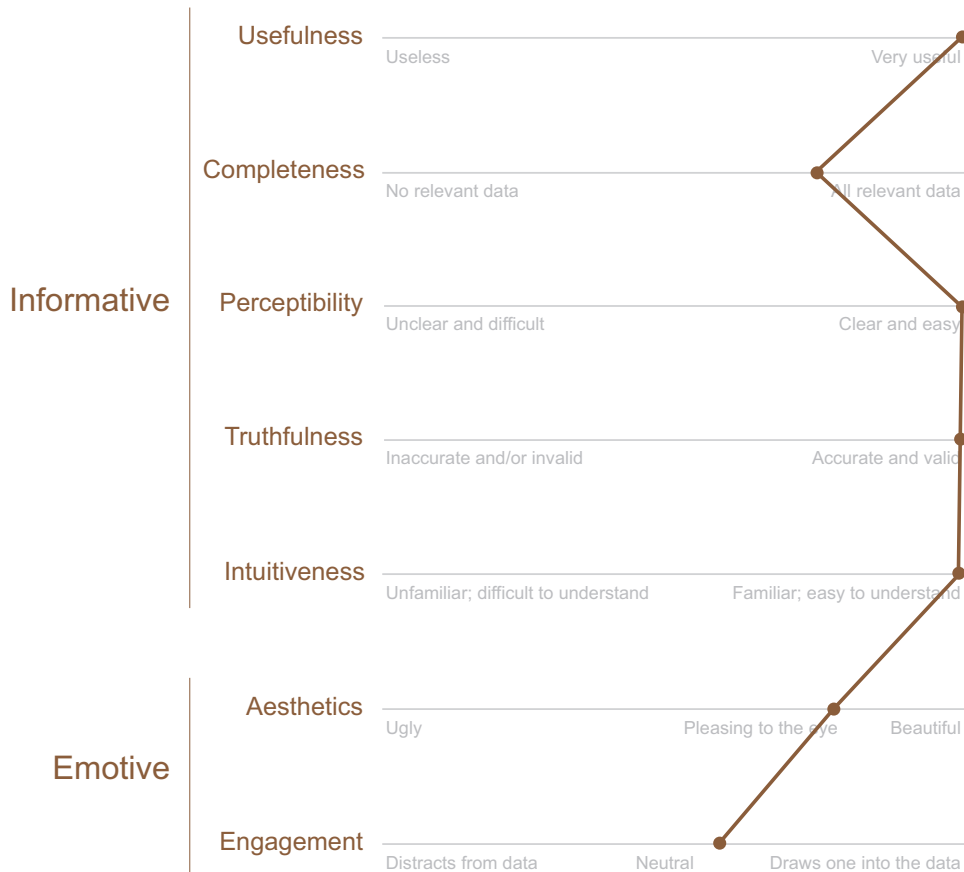 Usefulness
Useless Very useful
Completeness
No relevant data All relevant data
Informative
Perceptibility
Unclear and difficult Clear and easy
Truthfulness
Inaccurate and/or invalid Accurate and valid
Intuitiveness
Unfamiliar; difficult to understand Familiar; easy to understand
Aesthetics
Ugly Pleasing to the eye Beautiful
Emotive
Engagement
Distracts from data Neutral Draws one into the data